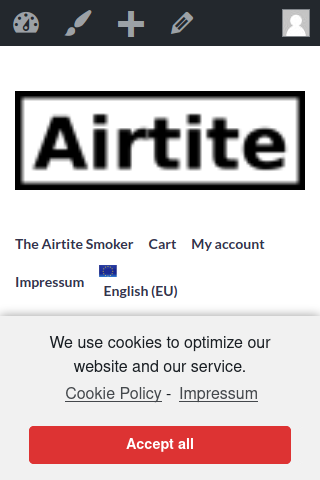 Airtite
The Airtite Smoker Cart My account
Impressum
English (EU)
We use cookies to optimize our
website and our service.
Cookie Policy - Impressum
Accept all